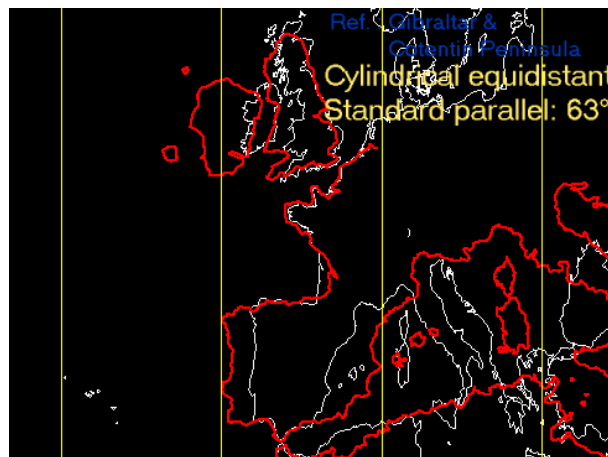 Ref. : Gibraltar &
Cotentin Peninsula
Cylindrical equidistant
Standard parallel: 63°